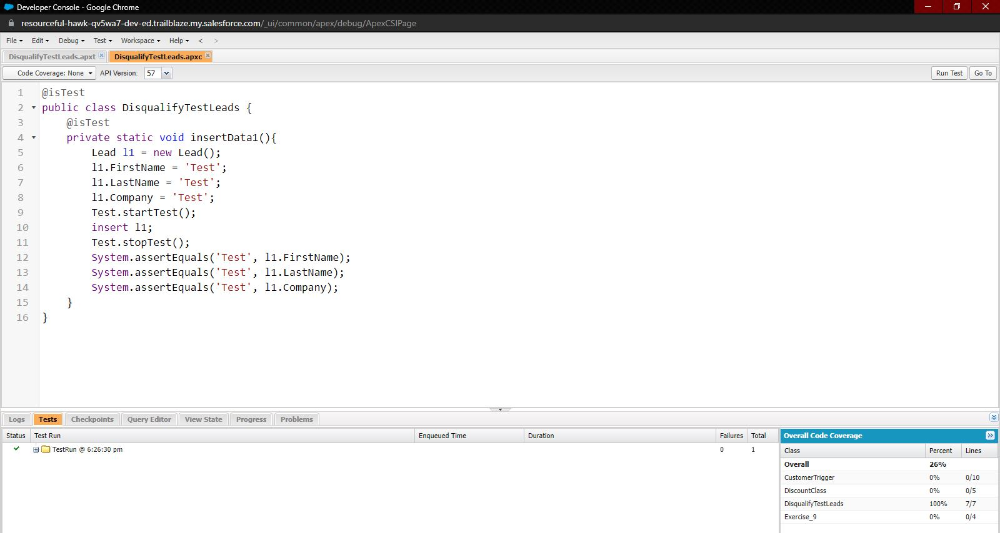 Developer Console - Google Chrome
resourceful-hawk-qv5wa7-dev-ed.trailblaze.my.salesforce.com/_ui/common/apex/debug/ApexCSIPage
File Edit Debug Test Workspace Help < >
DisqualifyTestLeads.apxt DisqualifyTestLeads.apxc
Code Coverage: None API Version: 57 Run Test Go To
1 @isTest
2 public class DisqualifyTestLeads {
3 @isTest
4 private static void insertData1(){
5 Lead l1 = new Lead();
6 l1.FirstName = 'Test';
7 l1.LastName = 'Test';
8 l1.Company = 'Test';
9 Test.startTest();
10 insert l1;
11 Test.stopTest();
12 System.assertEquals('Test', l1.FirstName);
13 System.assertEquals('Test', l1.LastName);
14 System.assertEquals('Test', l1.Company);
15 }
16 }
Logs Tests Checkpoints Query Editor View State Progress Problems
Status Test Run Enqueued Time Duration Failures Total
TestRun @ 6:26:30 pm 0 1
Overall Code Coverage
Class Percent Lines
Overall 26%
CustomerTrigger 0% 0/10
DiscountClass 0% 0/5
DisqualifyTestLeads 100% 7/7
Exercise_9 0% 0/4